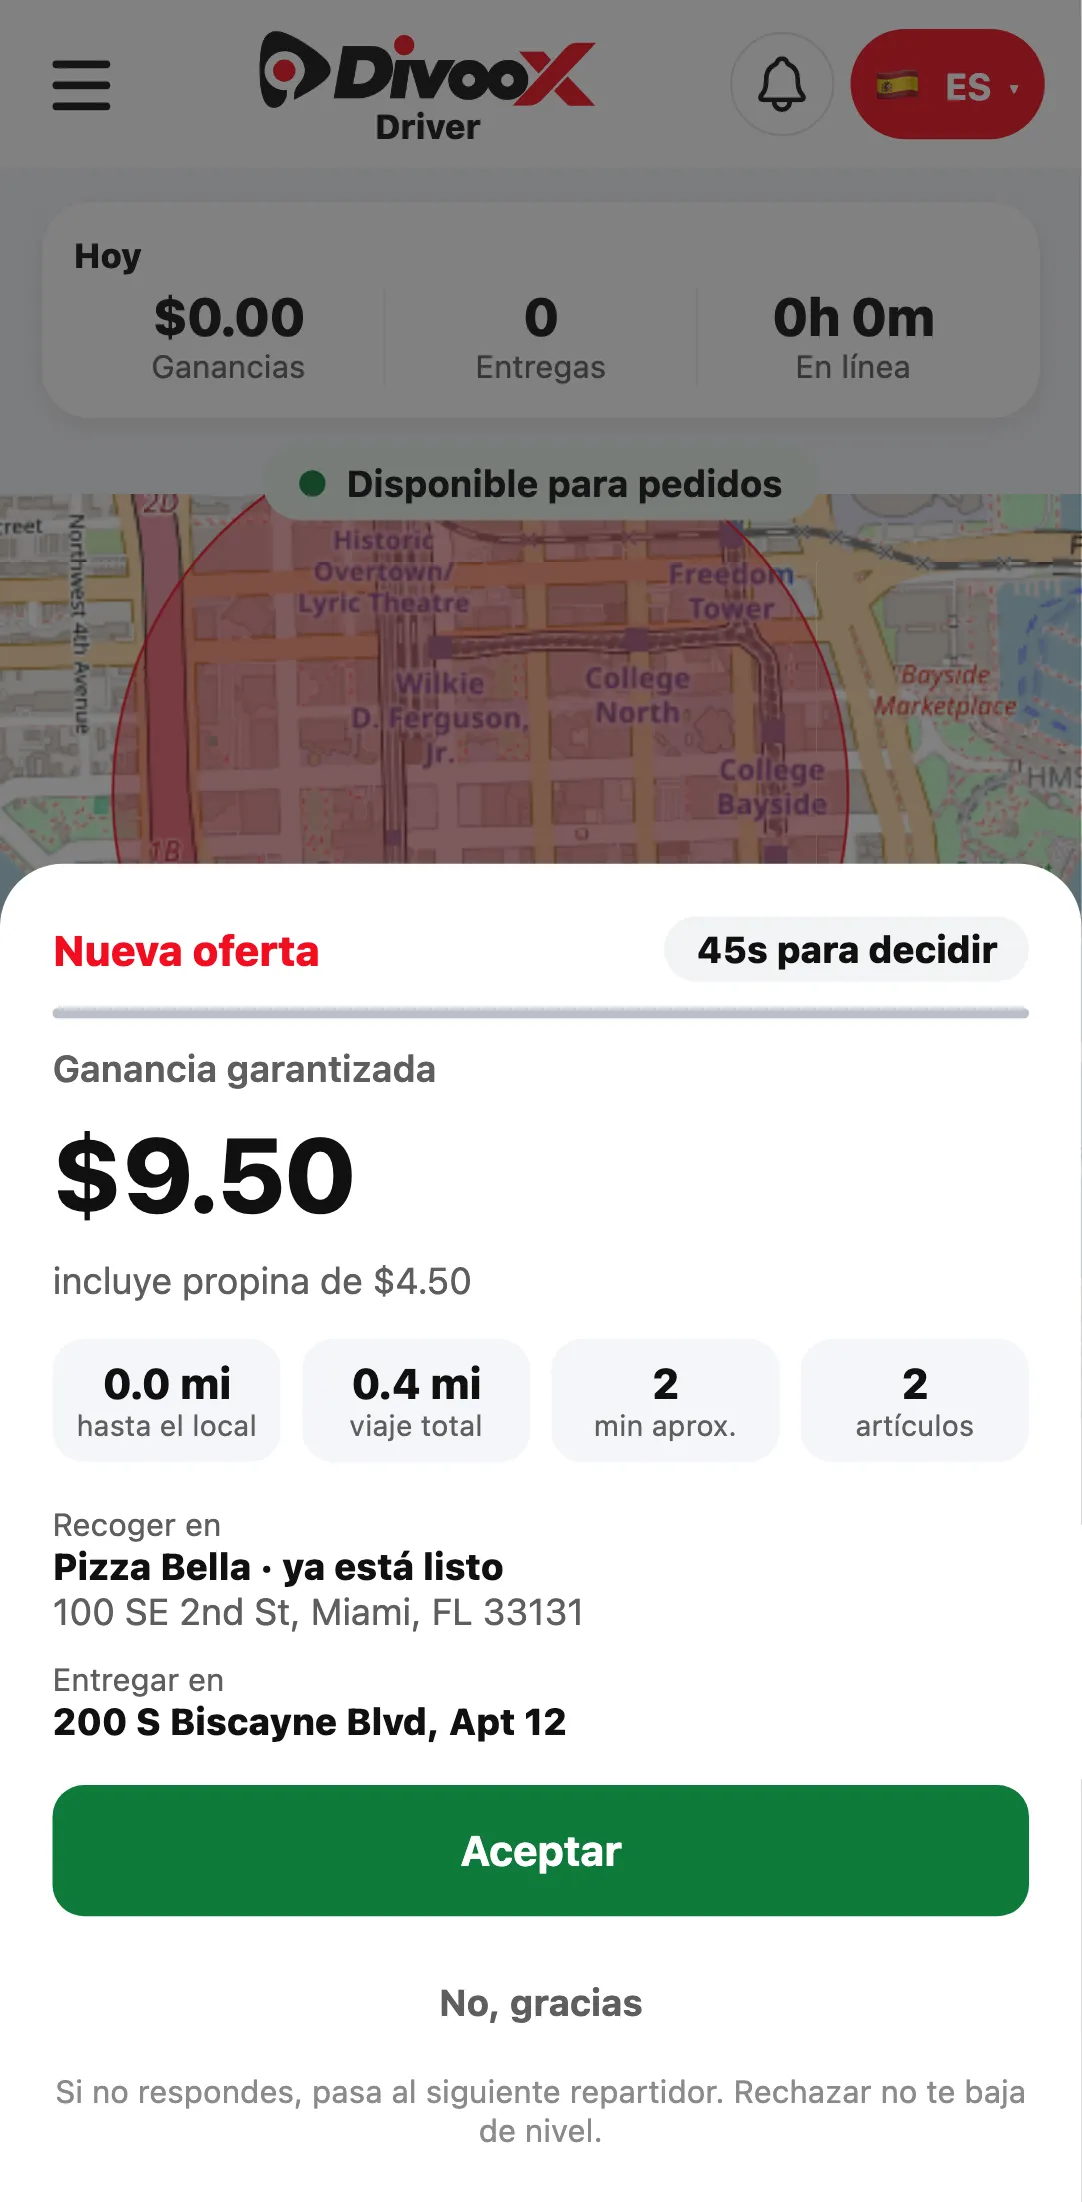 DivooX
Driver
ES
Hoy
$0.00
Ganancias
0
Entregas
0h 0m
En línea
Disponible para pedidos
2D
Northwest 4th Avenue
Historic
Overtown/
Lyric Theatre
Freedom
Tower
Wilkie
D. Ferguson,
Jr.
College
North
Bayside
Marketplace
College
Bayside
HMS
1B
Nueva oferta
45s para decidir
Ganancia garantizada
$9.50
incluye propina de $4.50
0.0 mi
hasta el local
0.4 mi
viaje total
2
min aprox.
2
artículos
Recoger en
Pizza Bella · ya está listo
100 SE 2nd St, Miami, FL 33131
Entregar en
200 S Biscayne Blvd, Apt 12
Aceptar
No, gracias
Si no respondes, pasa al siguiente repartidor. Rechazar no te baja
de nivel.